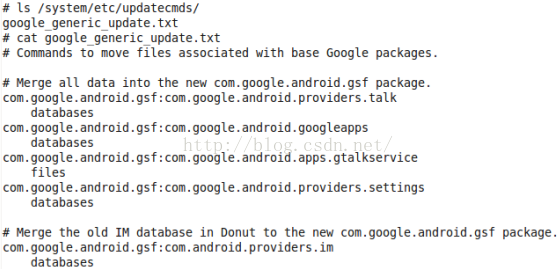 # ls /system/etc/updatecmds/
google_generic_update.txt
# cat google_generic_update.txt
# Commands to move files associated with base Google packages.

# Merge all data into the new com.google.android.gsf package.
com.google.android.gsf:com.google.android.providers.talk
    databases
com.google.android.gsf:com.google.android.googleapps
    databases
http://blog.csdn.net/
com.google.android.gsf:com.google.android.apps.gtalkservice
    files
com.google.android.gsf:com.google.android.providers.settings
    databases

# Merge the old IM database in Donut to the new com.google.android.gsf package.
com.google.android.gsf:com.android.providers.im
    databases